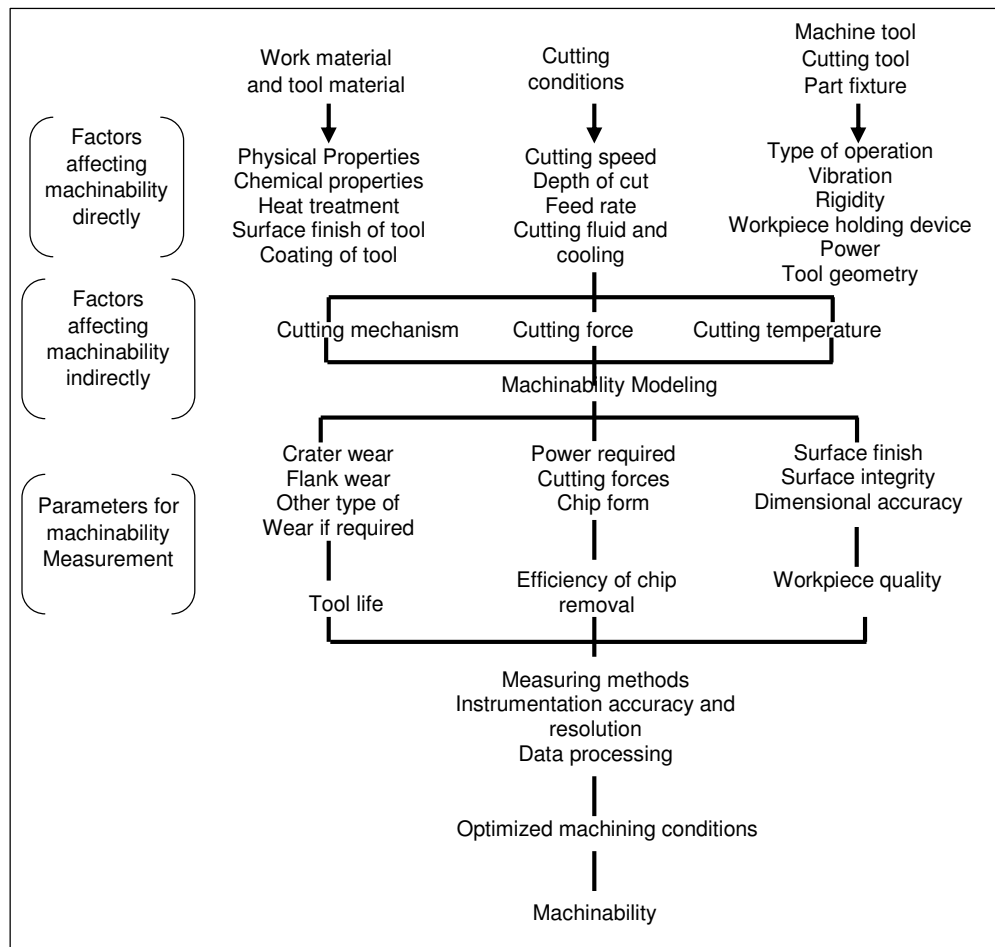 Work material
and tool material
Cutting
conditions
Machine tool
Cutting tool
Part fixture
Factors
affecting
machinability
directly
Physical Properties
Chemical properties
Heat treatment
Surface finish of tool
Coating of tool
Cutting speed
Depth of cut
Feed rate
Cutting fluid and
cooling
Type of operation
Vibration
Rigidity
Workpiece holding device
Power
Tool geometry
Factors
affecting
machinability
indirectly
Cutting mechanism
Cutting force
Cutting temperature
Machinability Modeling
Parameters for
machinability
Measurement
Crater wear
Flank wear
Other type of
Wear if required
Power required
Cutting forces
Chip form
Surface finish
Surface integrity
Dimensional accuracy
Tool life
Efficiency of chip
removal
Workpiece quality
Measuring methods
Instrumentation accuracy and
resolution
Data processing
Optimized machining conditions
Machinability